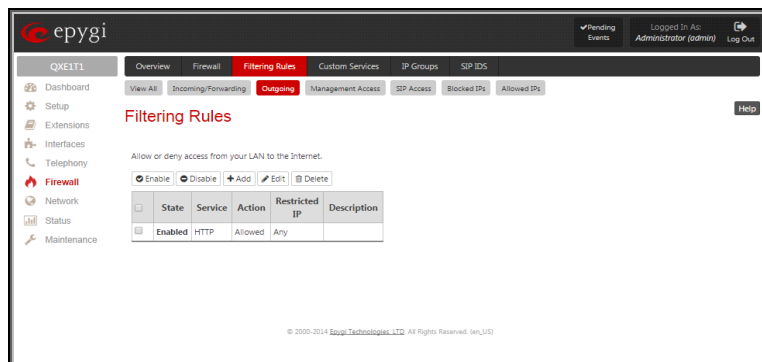 epygi
Pending Events
Logged In As:
Administrator (admin)
Log Out
QXE1T1
Overview Firewall Filtering Rules Custom Services IP Groups SIP IDS
Dashboard
Setup
Extensions
Interfaces
Telephony
Firewall
Network
Status
Maintenance
View All Incoming/Forwarding Outgoing Management Access SIP Access Blocked IPs Allowed IPs
Help
Filtering Rules
Allow or deny access from your LAN to the Internet.
Enable Disable Add Edit Delete
State Service Action Restricted IP Description
Enabled HTTP Allowed Any
© 2000-2014 Epygi Technologies, LTD. All Rights Reserved. (en_US)